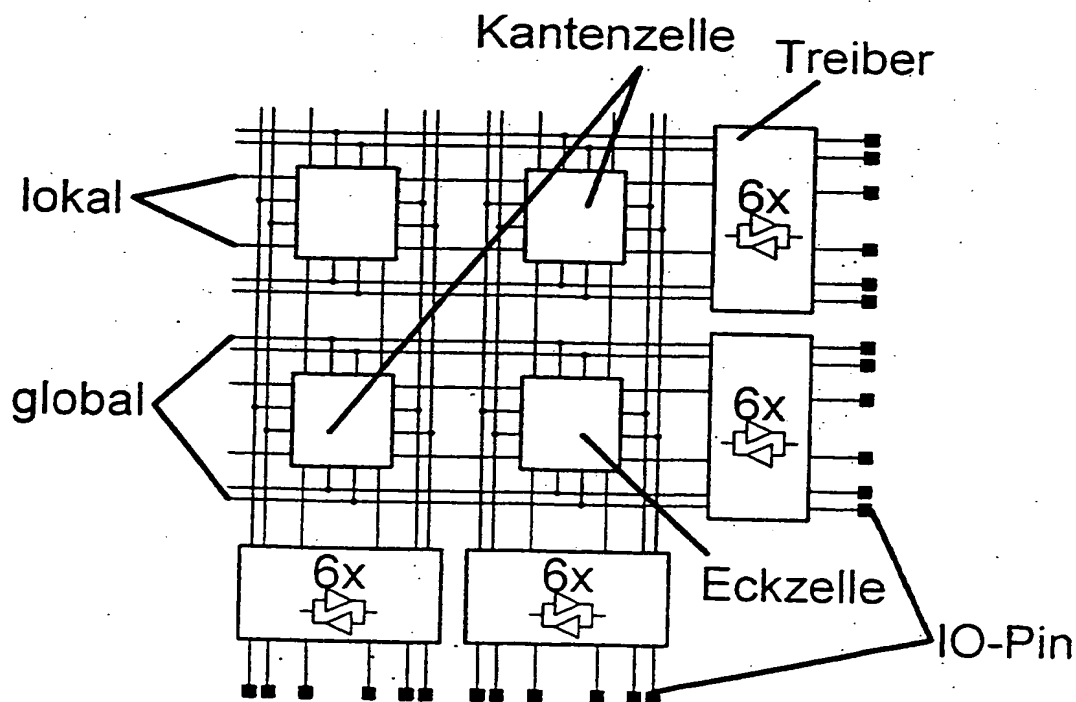 Kantenzelle
Treiber
lokal
6x
global
6x
6x
6x
Eckzelle
IO-Pin